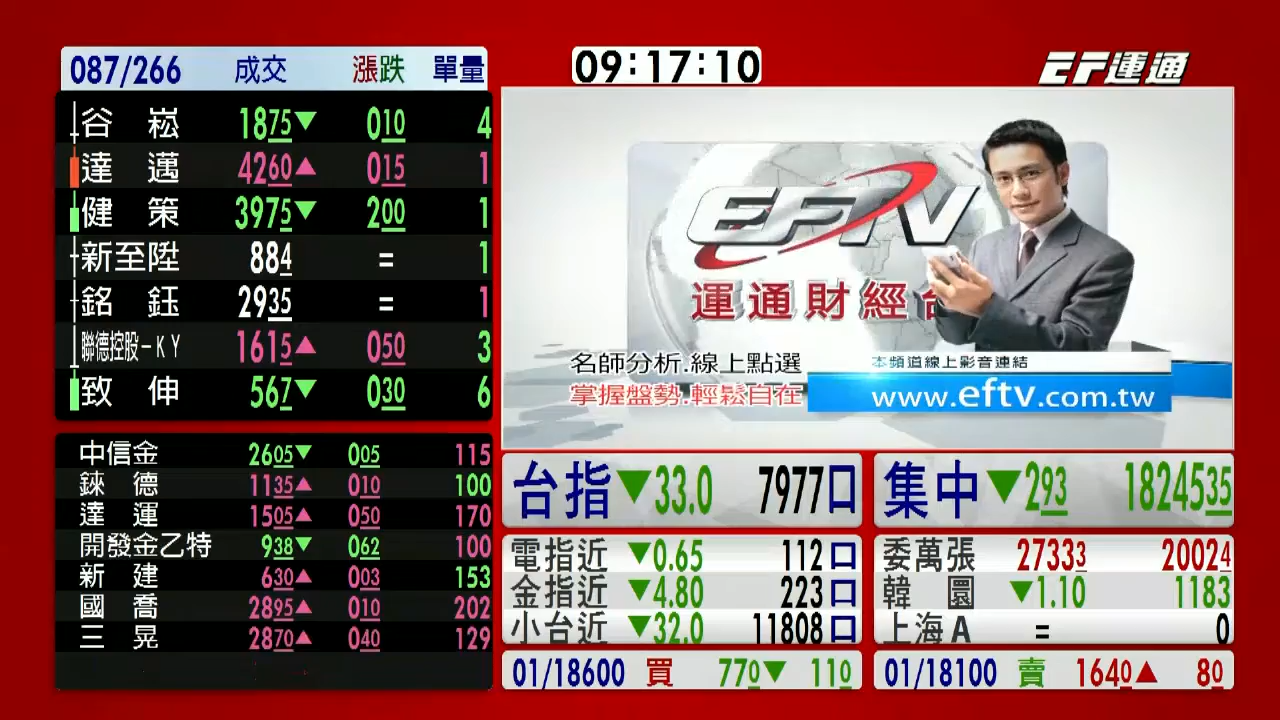 087/266 成交 漲跌 單量
谷崧 1875▼ 010 4
達邁 4260▲ 015 1
健策 3975▼ 200 1
新至陞 884 = 1
銘鈺 2935 = 1
聯德控股-KY 1615▲ 050 3
致伸 567▼ 030 6
中信金 2605▼ 005 115
錸德 1135▲ 010 100
達運 1505▲ 050 170
開發金乙特 938▼ 062 100
新建 630▲ 003 153
國喬 2895▲ 010 202
三晃 2870▲ 040 129
09:17:10
EF運通
EFTV
運通財經台
名師分析.線上點選
掌握盤勢.輕鬆自在
本頻道線上影音連結
www.eftv.com.tw
台指▼33.0 7977口
集中▼293 1824535
電指近 ▼0.65 112口
金指近 ▼4.80 223口
小台近 ▼32.0 11808口
委萬張 27333 20024
韓圜 ▼1.10 1183
上海A = 0
01/18600 買 770▼ 110
01/18100 賣 1640▲ 80